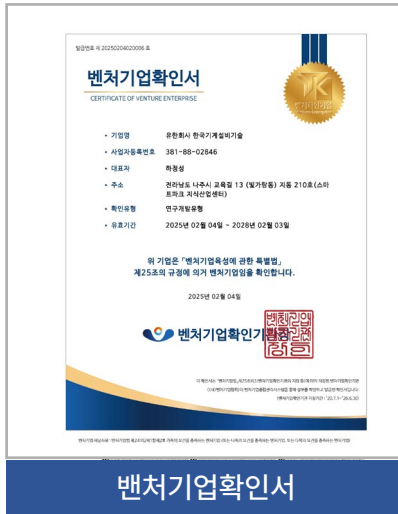 발급번호 제 20250204020006 호
벤처기업확인서
CERTIFICATE OF VENTURE ENTERPRISE
벤처확인기업
• 기업명 유한회사 한국기계설비기술
• 사업자등록번호 381-88-02846
• 대표자 하정성
• 주소 전라남도 나주시 교육길 13 (빛가람동) 지동 210호(스마
트파크 지식산업센터)
• 확인유형 연구개발유형
• 유효기간 2025년 02월 04일 ~ 2028년 02월 03일
위 기업은 「벤처기업육성에 관한 특별법」
제25조의 규정에 의거 벤처기업임을 확인합니다.
2025년 02월 04일
벤처기업확인기관장
벤처기업확인서